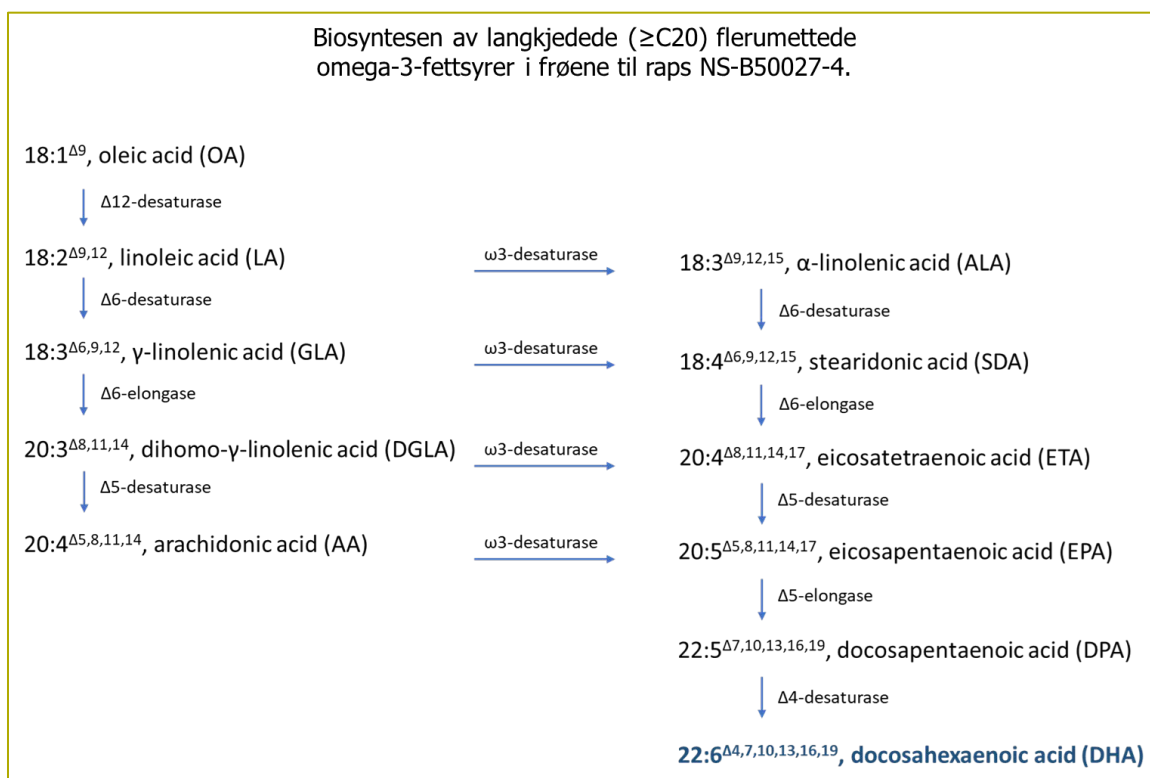 Biosyntesen av langkjedede (≥C20) flerumettede
omega-3-fettsyrer i frøene til raps NS-B50027-4.
18:1Δ9, oleic acid (OA)
Δ12-desaturase
18:2Δ9,12, linoleic acid (LA)
ω3-desaturase
18:3Δ9,12,15, α-linolenic acid (ALA)
Δ6-desaturase
Δ6-desaturase
18:3Δ6,9,12, γ-linolenic acid (GLA)
ω3-desaturase
18:4Δ6,9,12,15, stearidonic acid (SDA)
Δ6-elongase
Δ6-elongase
20:3Δ8,11,14, dihomo-γ-linolenic acid (DGLA)
ω3-desaturase
20:4Δ8,11,14,17, eicosatetraenoic acid (ETA)
Δ5-desaturase
Δ5-desaturase
20:4Δ5,8,11,14, arachidonic acid (AA)
ω3-desaturase
20:5Δ5,8,11,14,17, eicosapentaenoic acid (EPA)
Δ5-elongase
22:5Δ7,10,13,16,19, docosapentaenoic acid (DPA)
Δ4-desaturase
22:6Δ4,7,10,13,16,19, docosahexaenoic acid (DHA)